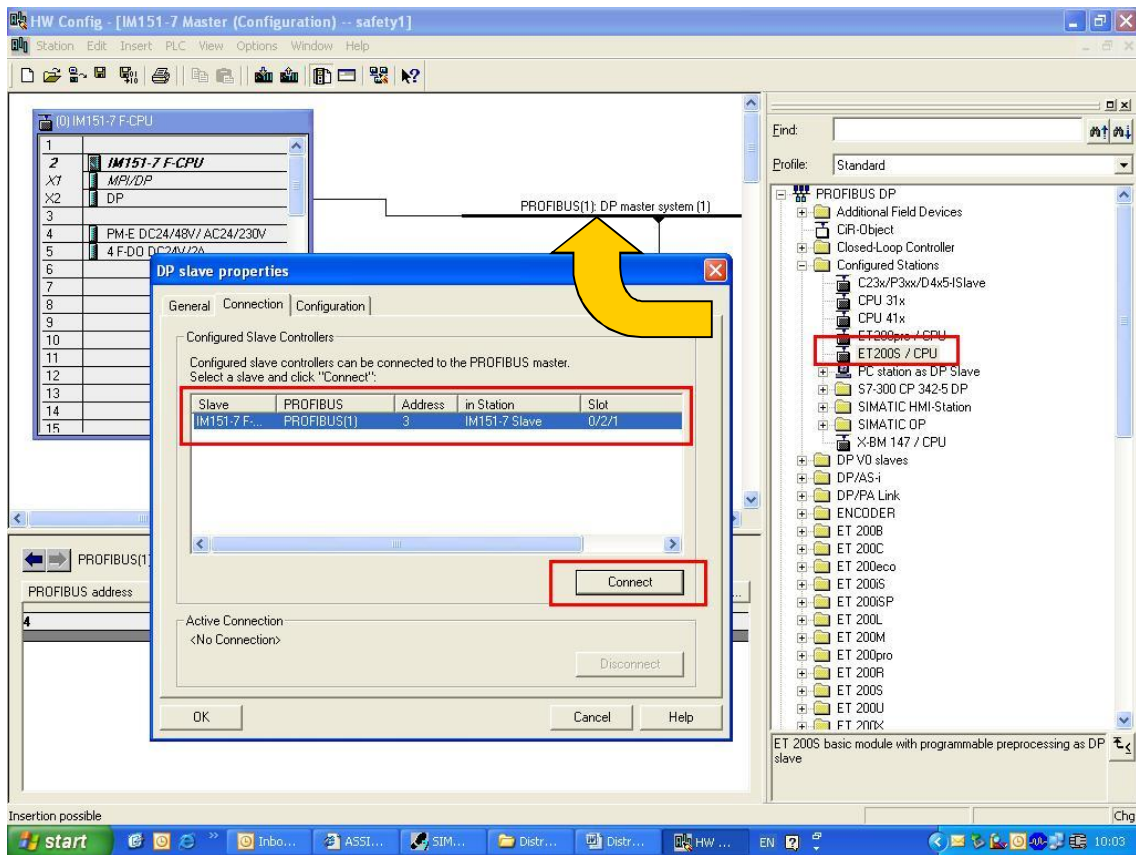 HW Config - [IM151-7 Master (Configuration) -- safety1]
Station Edit Insert PLC View Options Window Help
(0) IM151-7 F-CPU
1
2 IM151-7 F-CPU
X1 MPI/DP
X2 DP
3
4 PM-E DC24/48V/ AC24/230V
5 4 F-DO DC24V/2A
6
7
8
9
10
11
12
13
14
15
PROFIBUS(1): DP master system (1)
DP slave properties
General Connection Configuration
Configured Slave Controllers
Configured slave controllers can be connected to the PROFIBUS master.
Select a slave and click "Connect":
Slave PROFIBUS Address in Station Slot
IM151-7 F-... PROFIBUS(1) 3 IM151-7 Slave 0/2/1
Connect
Active Connection
<No Connection>
Disconnect
OK Cancel Help
PROFIBUS(1)
PROFIBUS address
...
4
Find:
Profile: Standard
PROFIBUS DP
Additional Field Devices
CiR-Object
Closed-Loop Controller
Configured Stations
C23x/P3xx/D4x5-ISlave
CPU 31x
CPU 41x
ET200pro / CPU
ET200S / CPU
PC station as DP Slave
S7-300 CP 342-5 DP
SIMATIC HMI-Station
SIMATIC OP
X-BM 147 / CPU
DP V0 slaves
DP/AS-i
DP/PA Link
ENCODER
ET 200B
ET 200C
ET 200eco
ET 200iS
ET 200iSP
ET 200L
ET 200M
ET 200pro
ET 200R
ET 200S
ET 200U
ET 200X
ET 200S basic module with programmable preprocessing as DP
slave
Insertion possible
Chg
start Inbo... ASSI... SIM... Distr... Distr... HW ... EN 10:03